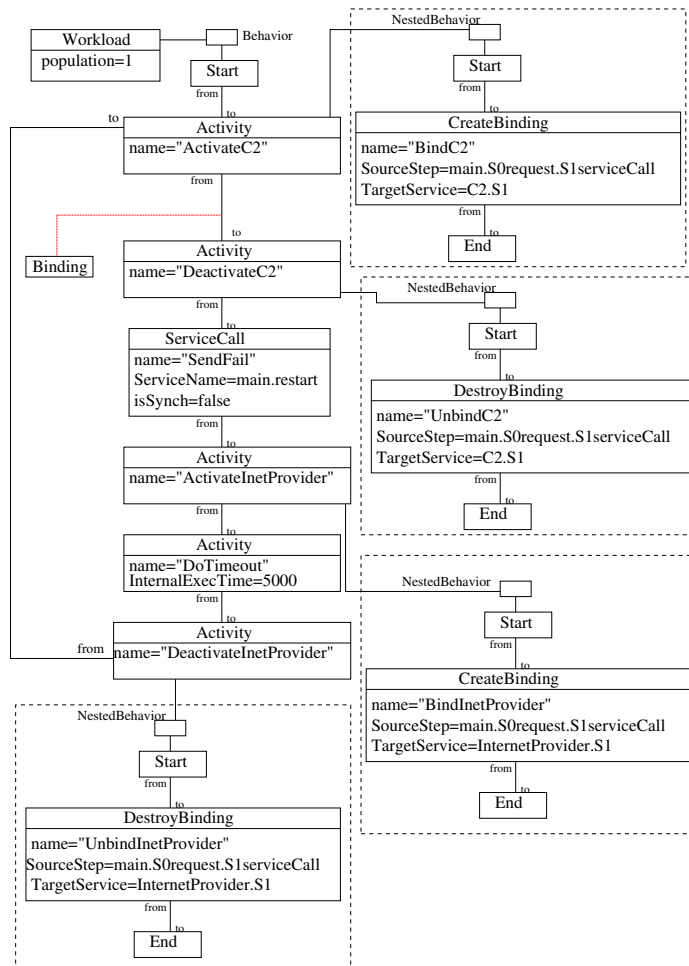 Workload
population=1
Behavior
Start
from
to
to
Activity
name="ActivateC2"
from
to
Binding
Activity
name="DeactivateC2"
from
to
ServiceCall
name="SendFail"
ServiceName=main.restart
isSynch=false
from
to
Activity
name="ActivateInetProvider"
from
to
Activity
name="DoTimeout"
InternalExecTime=5000
from
to
Activity
from
name="DeactivateInetProvider"
NestedBehavior
Start
from
to
CreateBinding
name="BindC2"
SourceStep=main.S0request.S1serviceCall
TargetService=C2.S1
from
to
End
NestedBehavior
Start
from
to
DestroyBinding
name="UnbindC2"
SourceStep=main.S0request.S1serviceCall
TargetService=C2.S1
from
to
End
NestedBehavior
Start
from
to
CreateBinding
name="BindInetProvider"
SourceStep=main.S0request.S1serviceCall
TargetService=InternetProvider.S1
from
to
End
NestedBehavior
Start
from
to
DestroyBinding
name="UnbindInetProvider"
SourceStep=main.S0request.S1serviceCall
TargetService=InternetProvider.S1
from
to
End